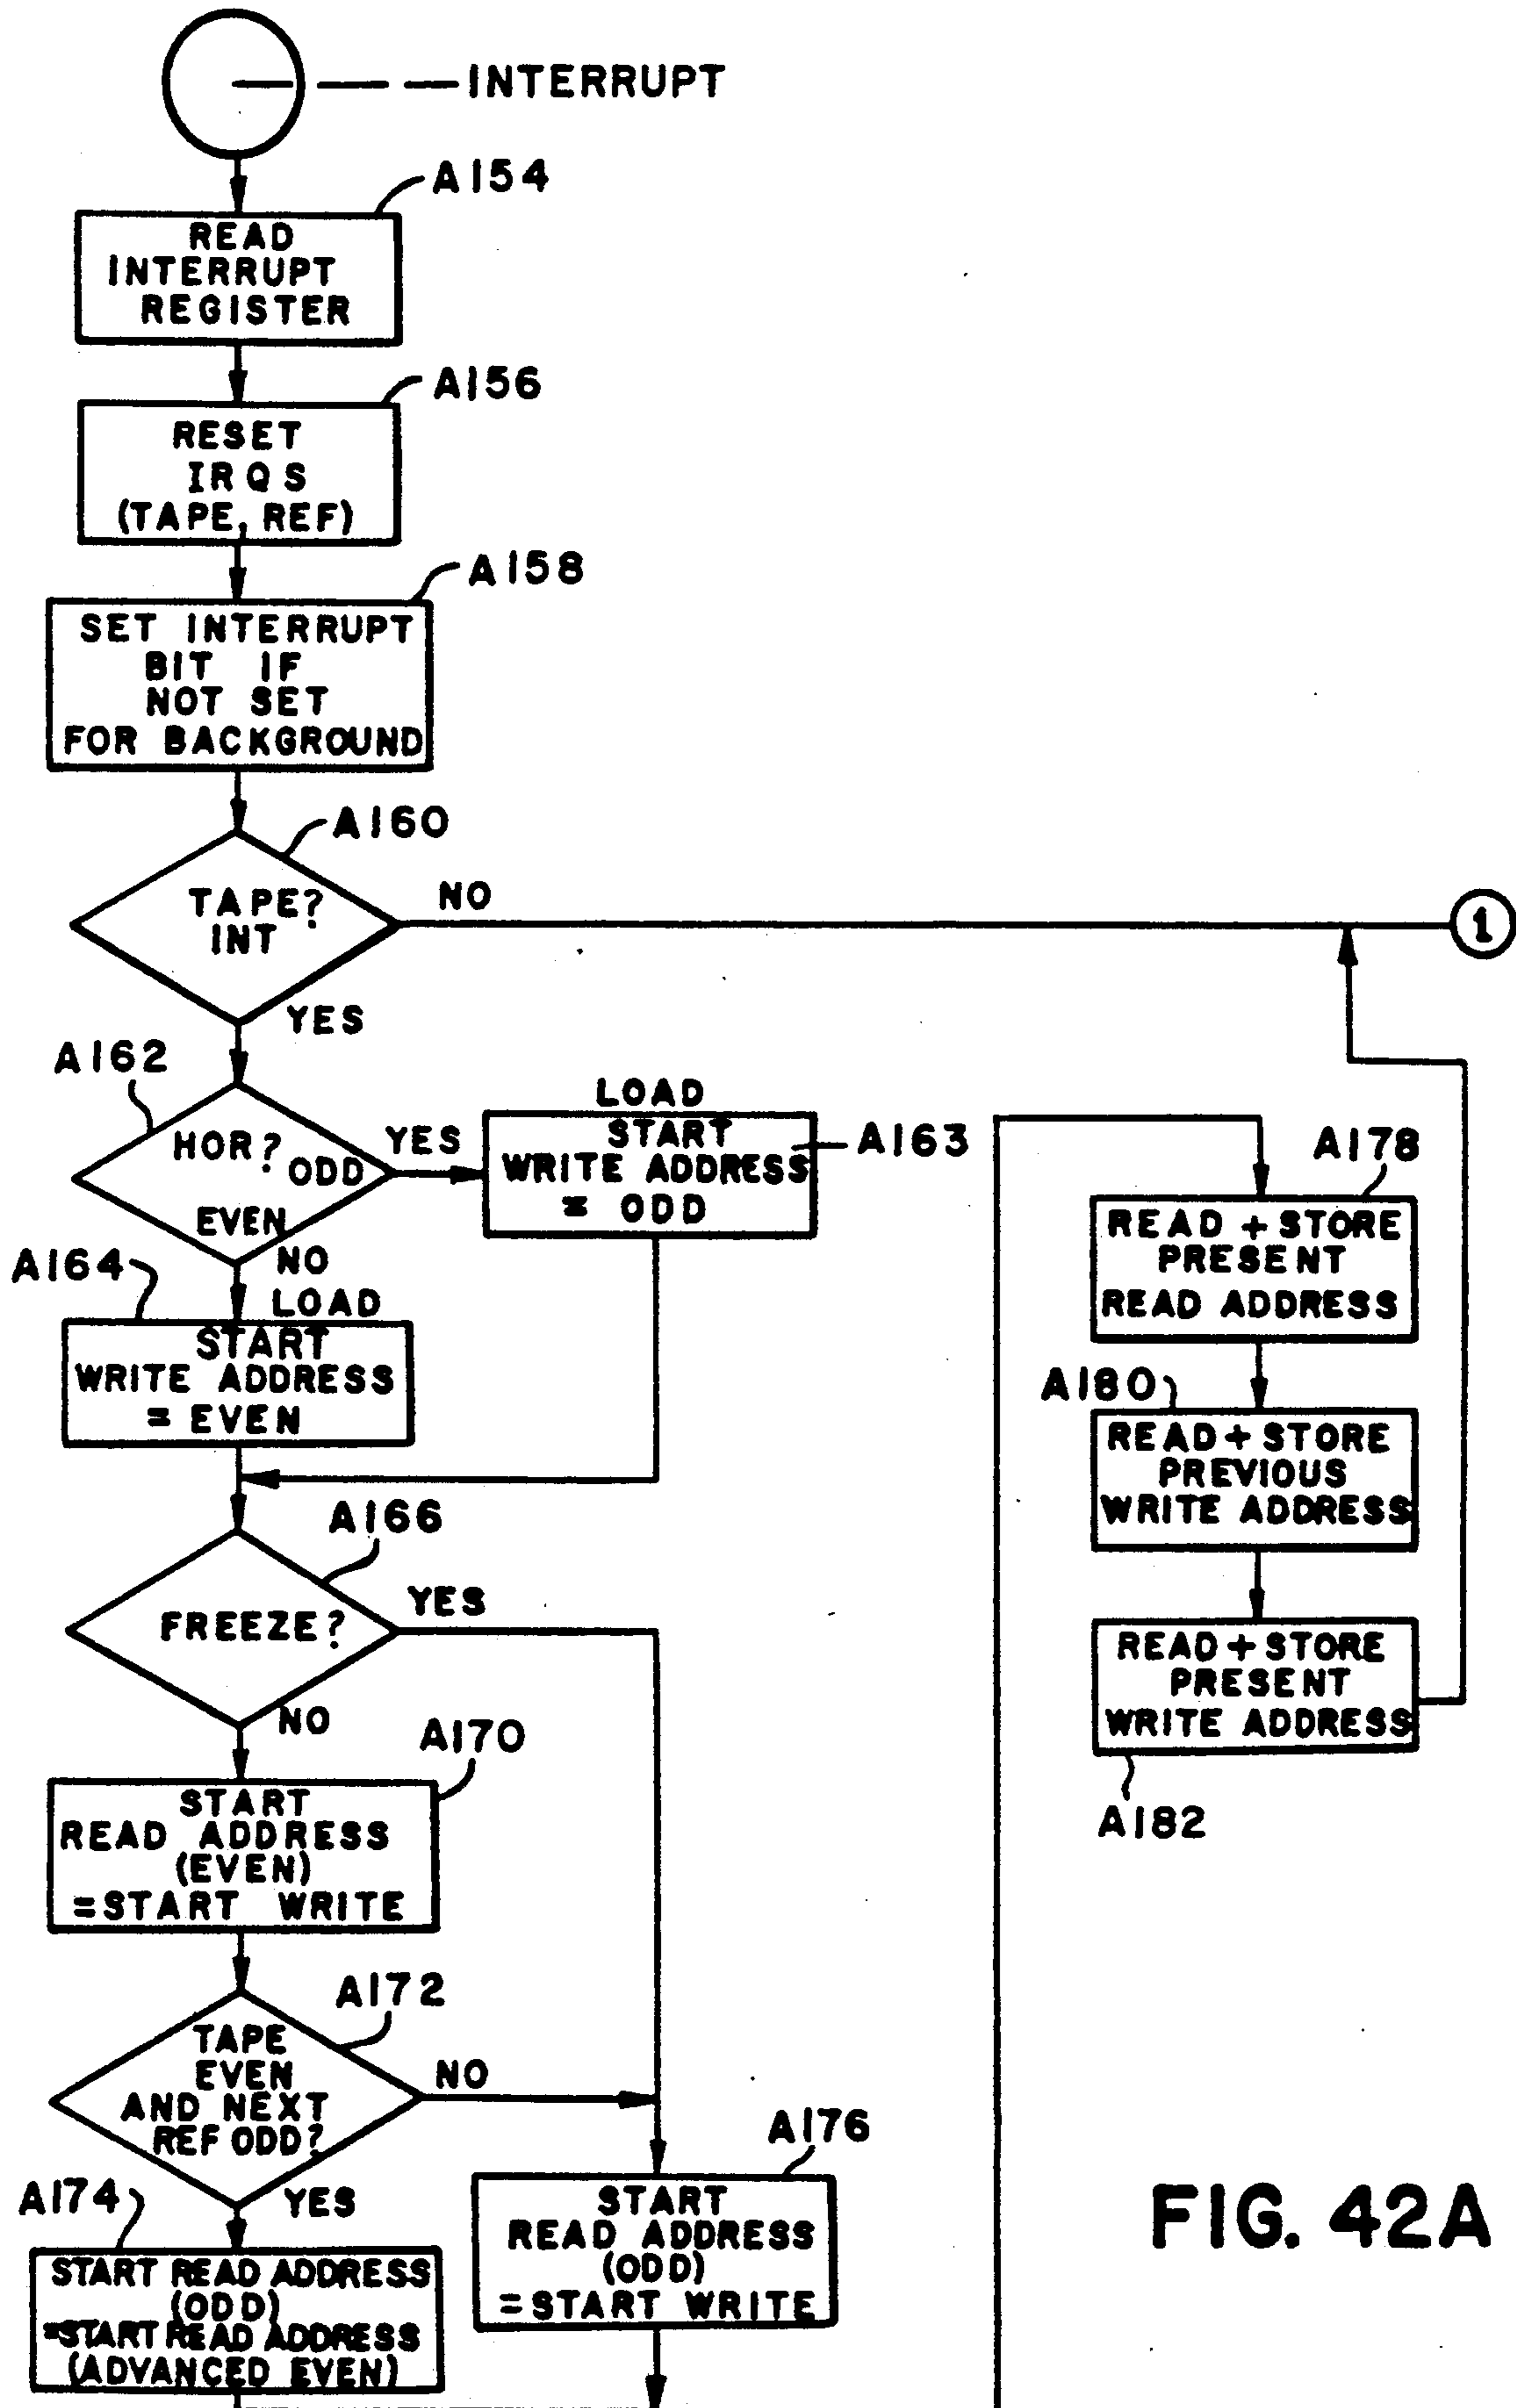 INTERRUPT
A154
READ
INTERRUPT
REGISTER
A156
RESET
IRQS
(TAPE, REF)
A158
SET INTERRUPT
BIT IF
NOT SET
FOR BACKGROUND
A160
TAPE?
INT
NO
1
YES
A162
HOR?
ODD
EVEN
YES
LOAD
START
WRITE ADDRESS
= ODD
A163
NO
A164
LOAD
START
WRITE ADDRESS
= EVEN
A166
FREEZE?
YES
NO
A170
START
READ ADDRESS
(EVEN)
=START WRITE
A172
TAPE
EVEN
AND NEXT
REF ODD?
NO
YES
A174
START READ ADDRESS
(ODD)
=START READ ADDRESS
(ADVANCED EVEN)
A176
START
READ ADDRESS
(ODD)
=START WRITE
A178
READ + STORE
PRESENT
READ ADDRESS
A180
READ + STORE
PREVIOUS
WRITE ADDRESS
READ + STORE
PRESENT
WRITE ADDRESS
A182
FIG. 42A